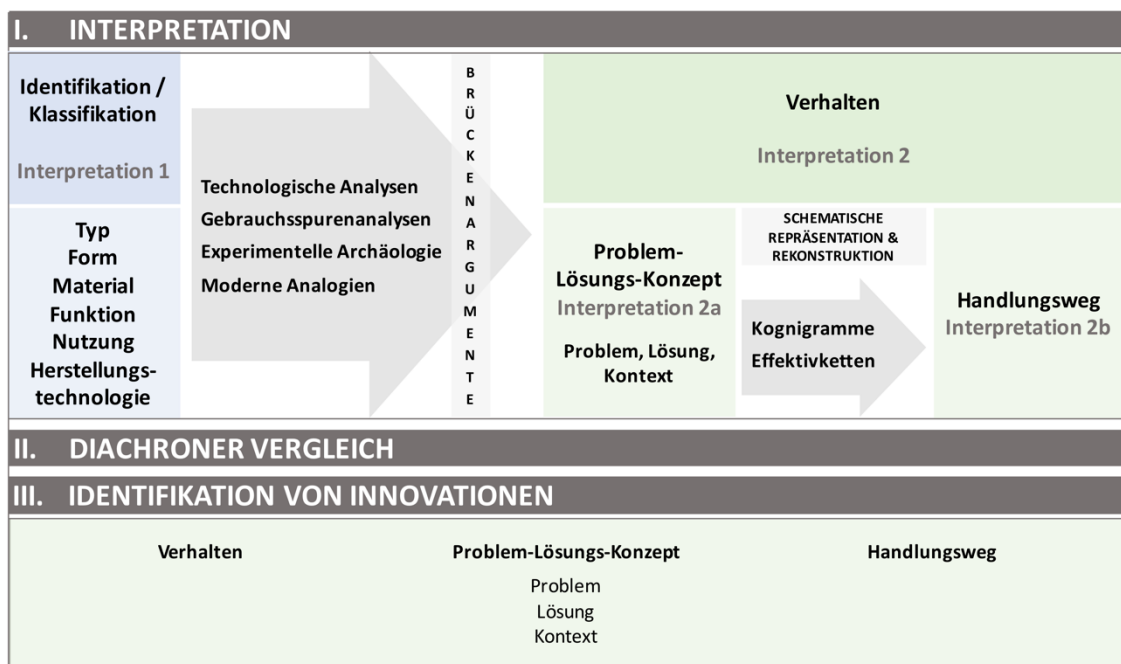 I. INTERPRETATION
Identifikation /
Klassifikation
Interpretation 1
Typ
Form
Material
Funktion
Nutzung
Herstellungs-
technologie
Technologische Analysen
Gebrauchsspurenanalysen
Experimentelle Archäologie
Moderne Analogien
BRÜCKENARGUMENTE
Verhalten
Interpretation 2
Problem-
Lösungs-Konzept
Interpretation 2a
Problem, Lösung,
Kontext
SCHEMATISCHE
REPRÄSENTATION &
REKONSTRUKTION
Kognigramme
Effektivketten
Handlungsweg
Interpretation 2b
II. DIACHRONER VERGLEICH
III. IDENTIFIKATION VON INNOVATIONEN
Verhalten
Problem-Lösungs-Konzept
Problem
Lösung
Kontext
Handlungsweg